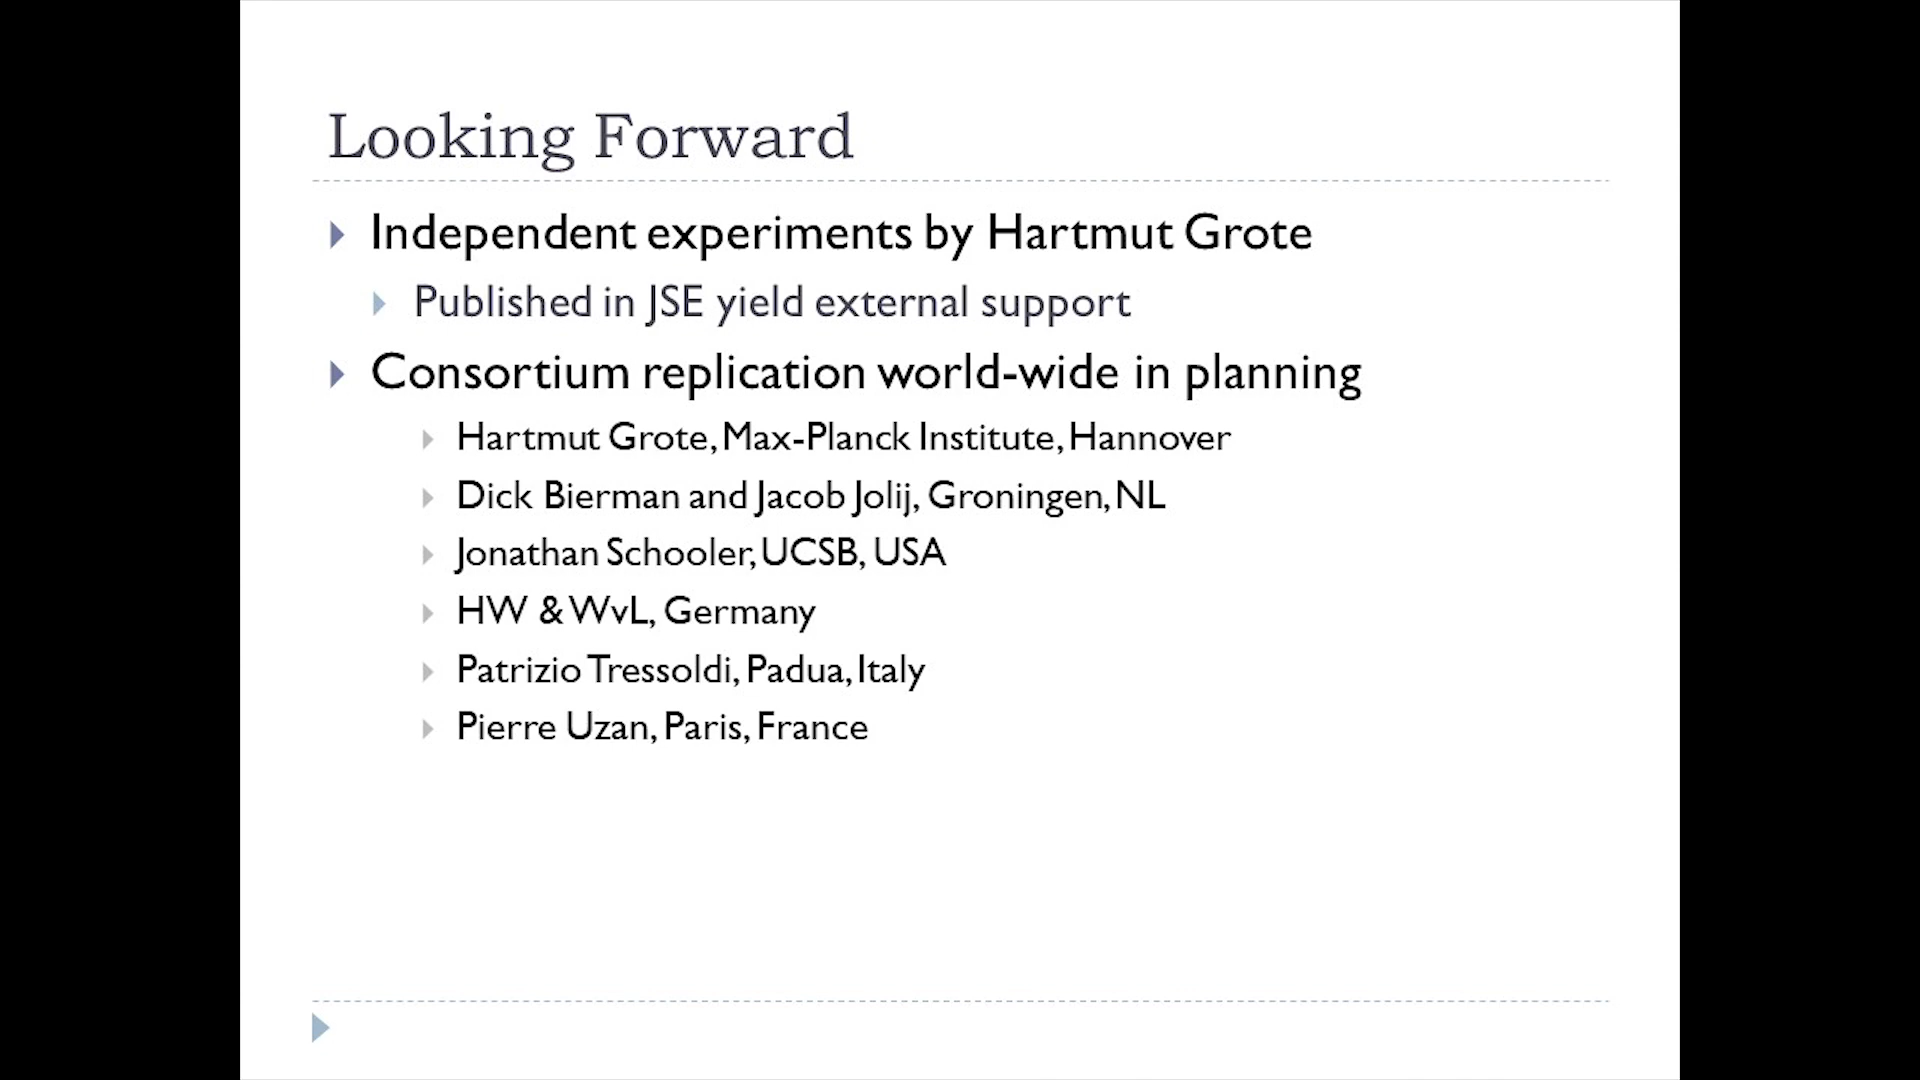 Looking Forward
Independent experiments by Hartmut Grote
Published in JSE yield external support
Consortium replication world-wide in planning
Hartmut Grote, Max-Planck Institute, Hannover
Dick Bierman and Jacob Jolij, Groningen, NL
Jonathan Schooler, UCSB, USA
HW & WvL, Germany
Patrizio Tressoldi, Padua, Italy
Pierre Uzan, Paris, France